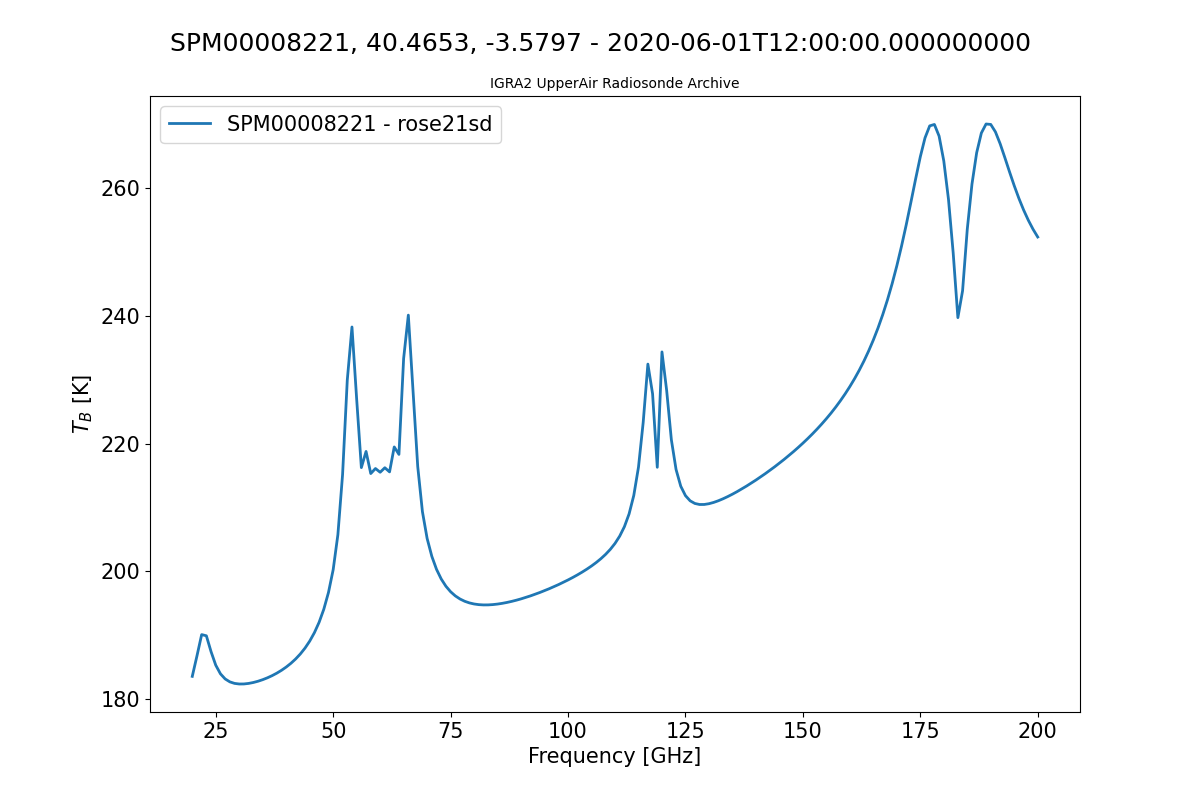 SPM00008221, 40.4653, -3.5797 - 2020-06-01T12:00:00.000000000
IGRA2 UpperAir Radiosonde Archive
SPM00008221 - rose21sd
T_B [K]
260
240
220
200
180
25 50 75 100 125 150 175 200
Frequency [GHz]